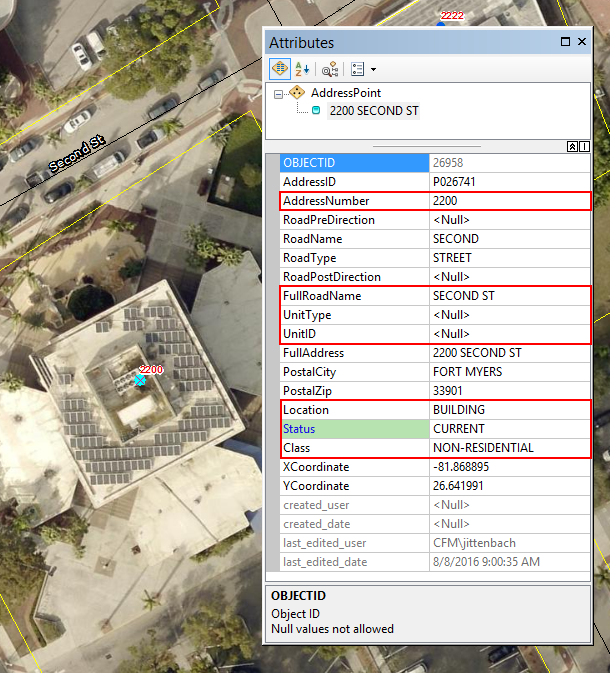 2222
Attributes
AddressPoint
2200 SECOND ST
Second St
OBJECTID 26958
AddressID P026741
AddressNumber 2200
RoadPreDirection <Null>
RoadName SECOND
RoadType STREET
RoadPostDirection <Null>
FullRoadName SECOND ST
UnitType <Null>
UnitID <Null>
FullAddress 2200 SECOND ST
PostalCity FORT MYERS
PostalZip 33901
2200
Location BUILDING
Status CURRENT
Class NON-RESIDENTIAL
XCoordinate -81.868895
YCoordinate 26.641991
created_user <Null>
created_date <Null>
last_edited_user CFM\jittenbach
last_edited_date 8/8/2016 9:00:35 AM
OBJECTID
Object ID
Null values not allowed